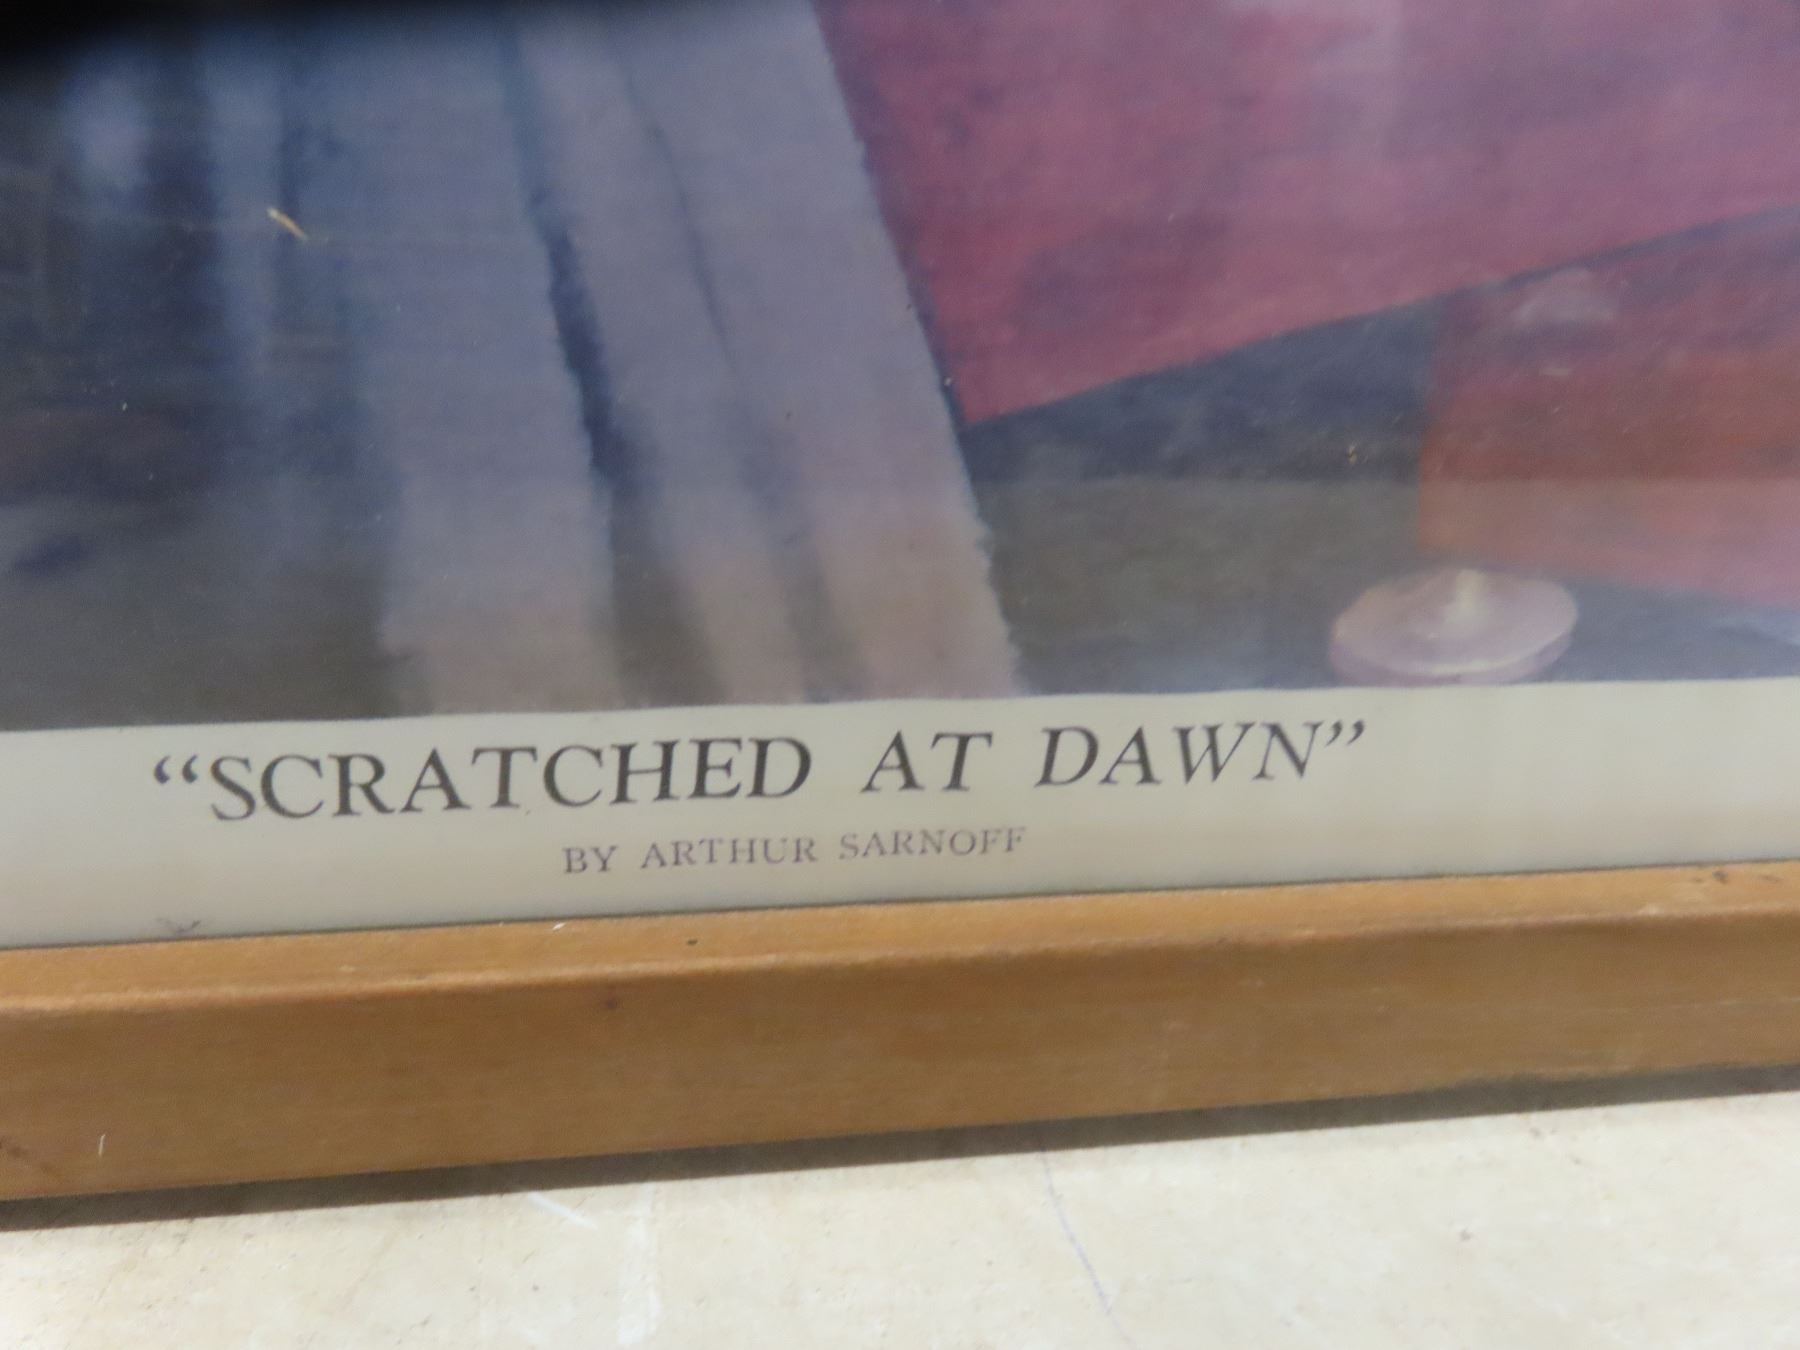 “SCRATCHED AT DAWN”
BY ARTHUR SARNOFF